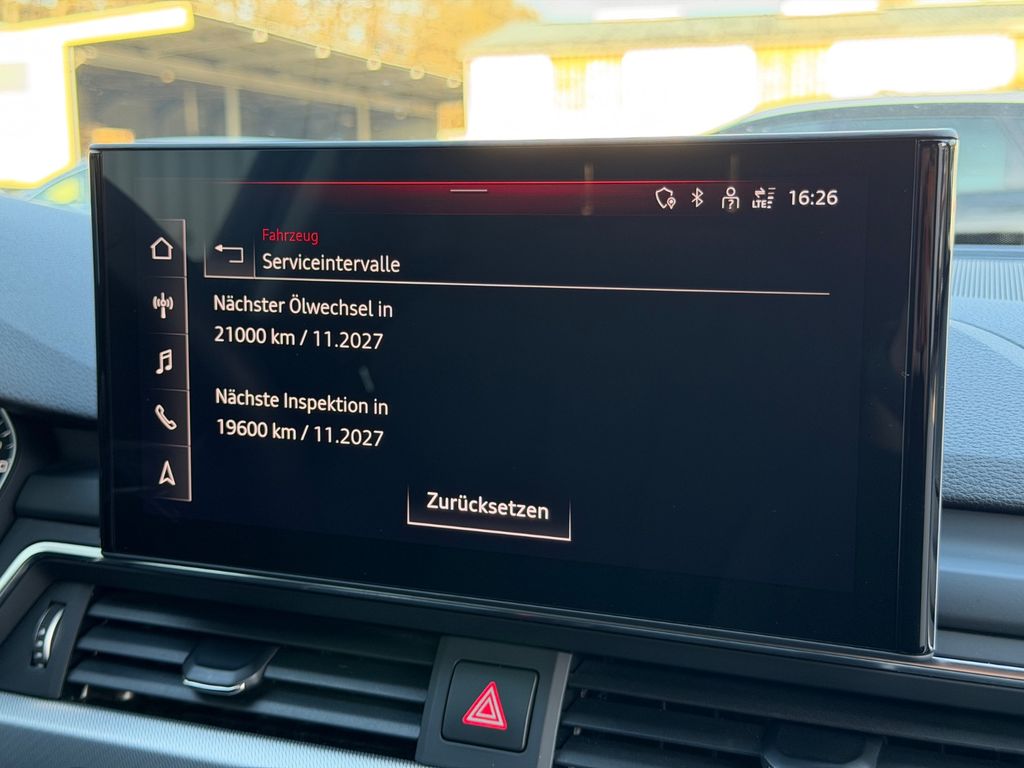 LTE 16:26
Fahrzeug
Serviceintervalle
Nächster Ölwechsel in
21000 km / 11.2027
Nächste Inspektion in
19600 km / 11.2027
Zurücksetzen